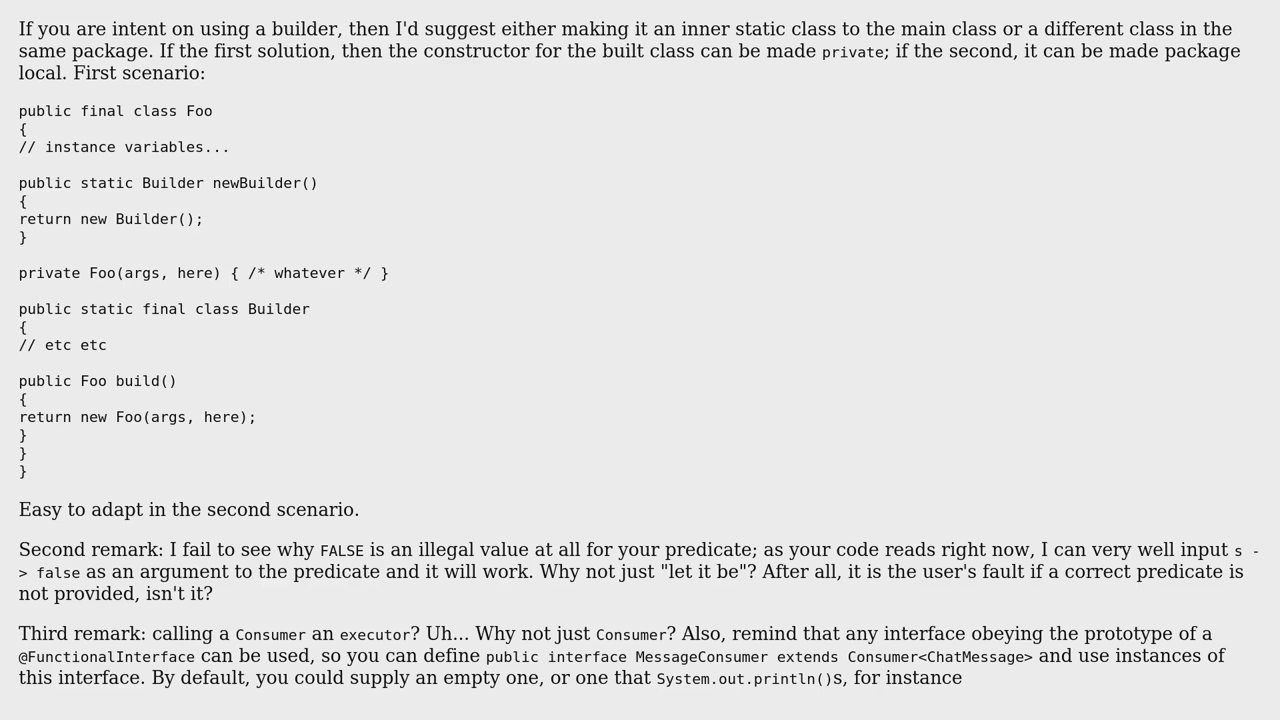 If you are intent on using a builder, then I'd suggest either making it an inner static class to the main class or a different class in the
same package. If the first solution, then the constructor for the built class can be made private; if the second, it can be made package
local. First scenario:
public final class Foo
{
// instance variables...
public static Builder newBuilder()
{
return new Builder();
}
private Foo(args, here) { /* whatever */ }
public static final class Builder
{
// etc etc
public Foo build()
{
return new Foo(args, here);
}
}
}
Easy to adapt in the second scenario.
Second remark: I fail to see why FALSE is an illegal value at all for your predicate; as your code reads right now, I can very well input s -
> false as an argument to the predicate and it will work. Why not just "let it be"? After all, it is the user's fault if a correct predicate is
not provided, isn't it?
Third remark: calling a Consumer an executor? Uh... Why not just Consumer? Also, remind that any interface obeying the prototype of a
@FunctionalInterface can be used, so you can define public interface MessageConsumer extends Consumer<ChatMessage> and use instances of
this interface. By default, you could supply an empty one, or one that System.out.println()s, for instance